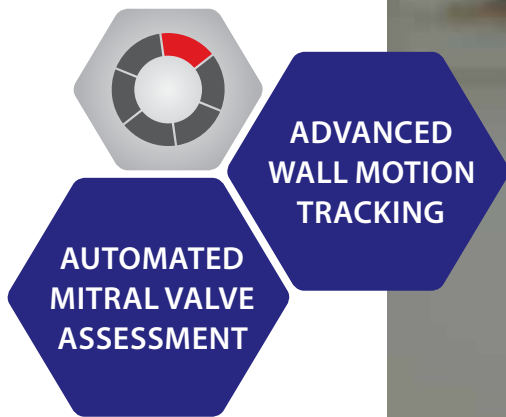 ADVANCED
WALL MOTION
TRACKING
AUTOMATED
MITRAL VALVE
ASSESSMENT